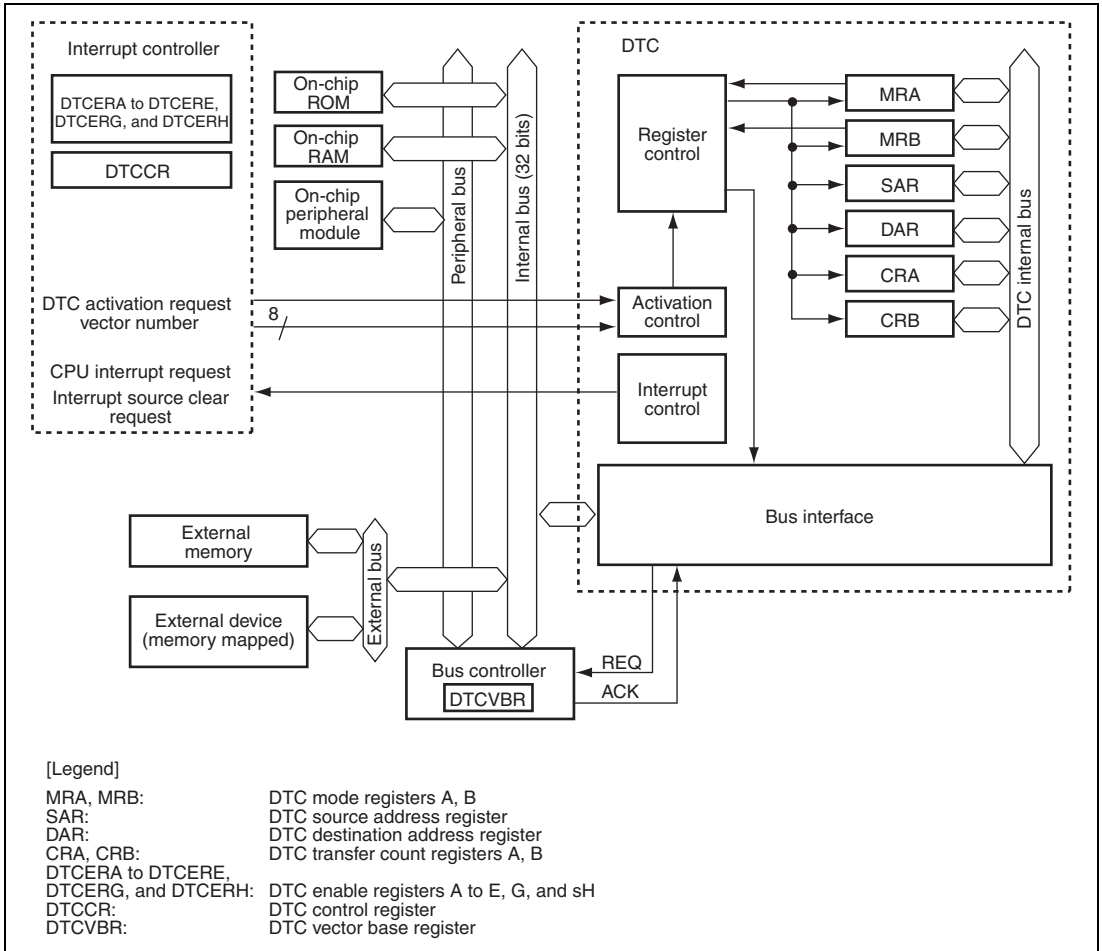 Interrupt controller
DTCERA to DTCERE,
DTCERG, and DTCERH
DTCCR
DTC activation request
vector number
8
CPU interrupt request
Interrupt source clear
request
On-chip
ROM
On-chip
RAM
On-chip
peripheral
module
Peripheral bus
Internal bus (32 bits)
DTC
Register
control
Activation
control
Interrupt
control
MRA
MRB
SAR
DAR
CRA
CRB
DTC internal bus
Bus interface
External
memory
External device
(memory mapped)
External bus
Bus controller
DTCVBR
REQ
ACK
[Legend]
MRA, MRB: DTC mode registers A, B
SAR: DTC source address register
DAR: DTC destination address register
CRA, CRB: DTC transfer count registers A, B
DTCERA to DTCERE,
DTCERG, and DTCERH: DTC enable registers A to E, G, and sH
DTCCR: DTC control register
DTCVBR: DTC vector base register